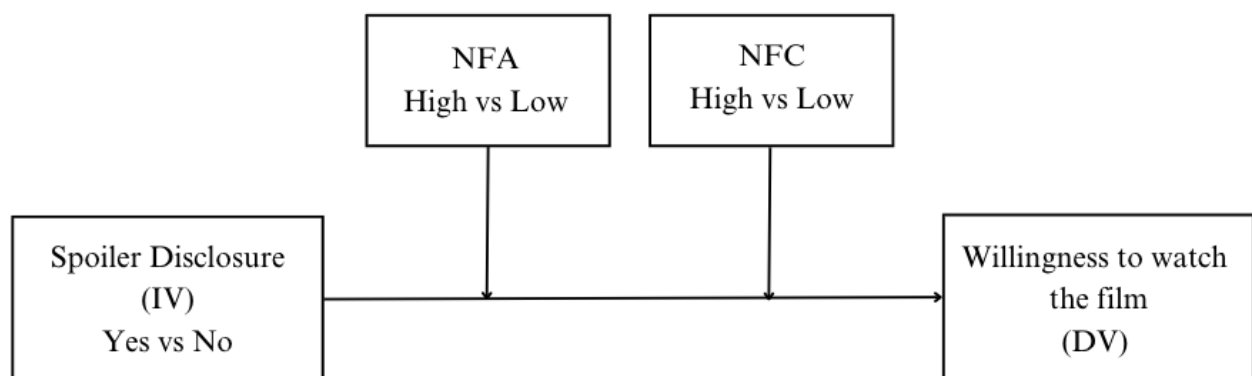 NFA
High vs Low
NFC
High vs Low
Spoiler Disclosure
(IV)
Yes vs No
Willingness to watch
the film
(DV)